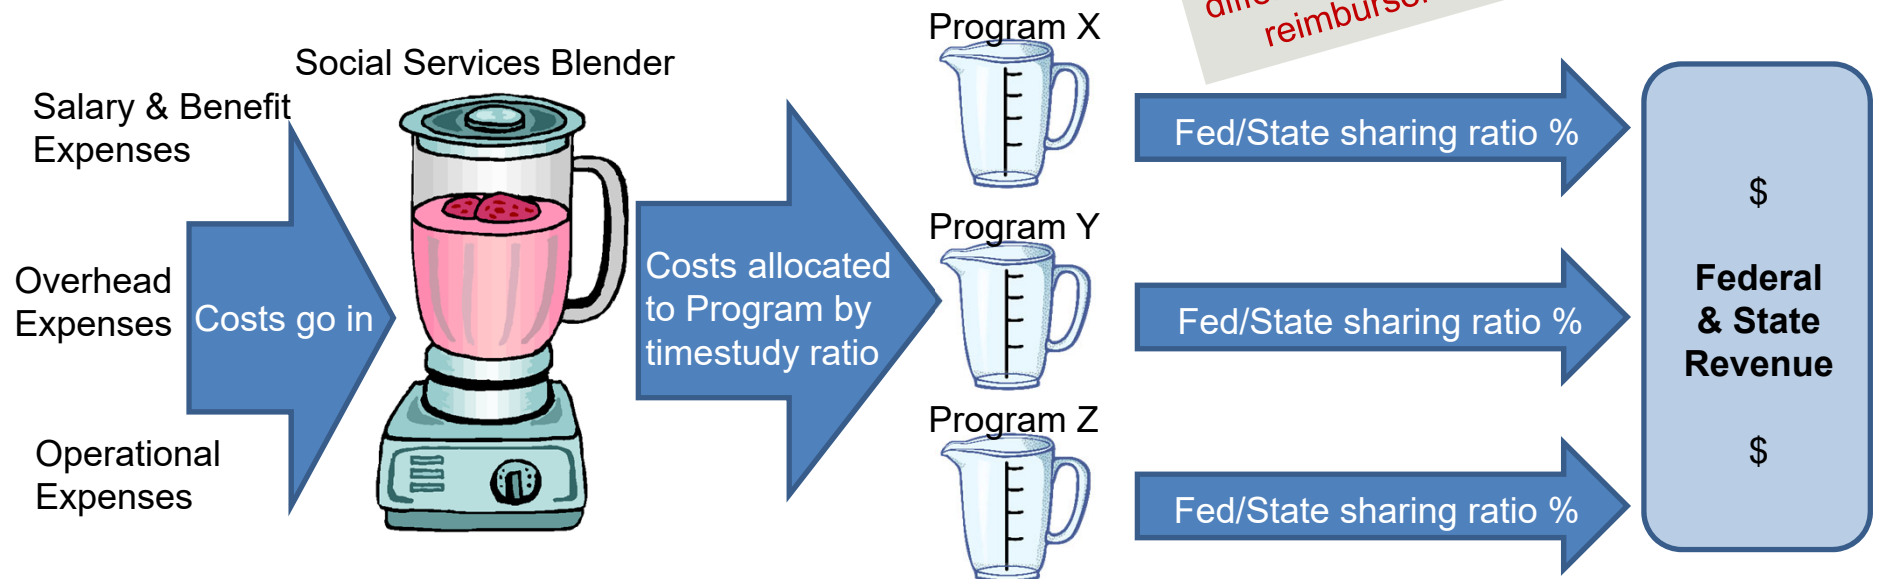 diffe
reimburse
Program X
Social Services Blender
Salary & Benefit
Expenses
Fed/State sharing ratio %
$
Program Y
Overhead
Expenses
Costs go in
Costs allocated
to Program by
timestudy ratio
Fed/State sharing ratio %
Federal
& State
Revenue
Program Z
Operational
Expenses
Fed/State sharing ratio %
$